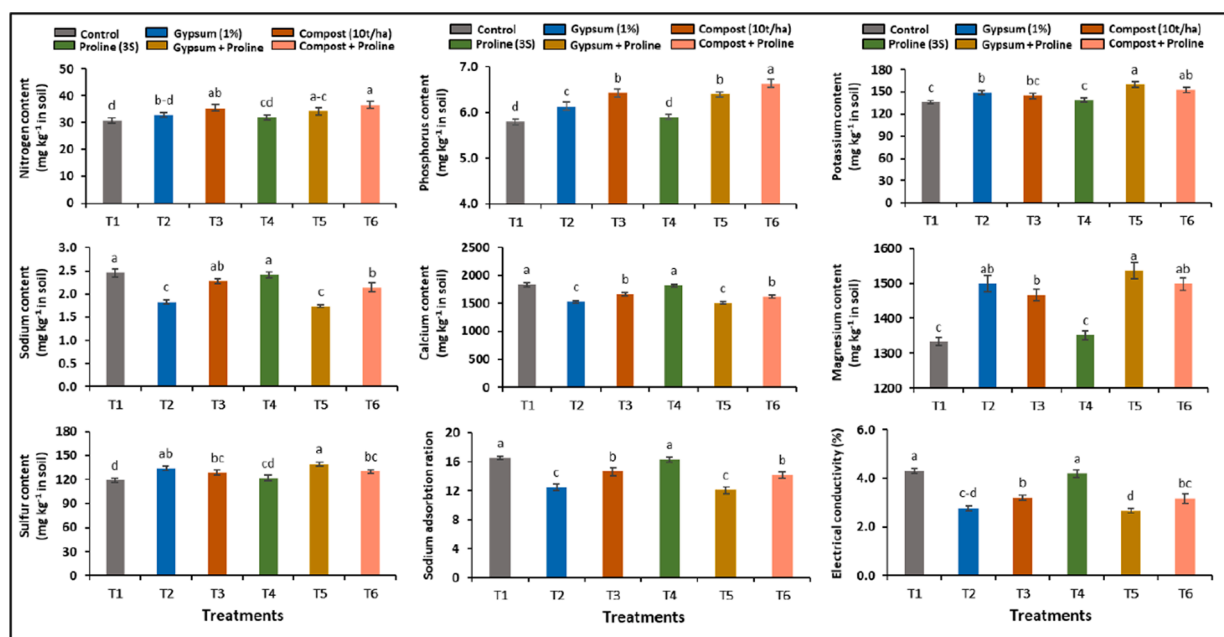 Control Gypsum (1%) Compost (10t/ha)
Proline (3S) Gypsum + Proline Compost + Proline
Control Gypsum (1%) Compost (10t/ha)
Proline (3S) Gypsum + Proline Compost + Proline
Control Gypsum (1%) Compost (10t/ha)
Proline (3S) Gypsum + Proline Compost + Proline
Nitrogen content
(mg kg⁻¹ in soil)
50
40
30
20
10
0
d b-d ab cd a-c a
T1 T2 T3 T4 T5 T6
Phosphorus content
(mg kg⁻¹ in soil)
7.0
6.0
5.0
4.0
d c b d b a
T1 T2 T3 T4 T5 T6
Potassium content
(mg kg⁻¹ in soil)
180
150
120
90
60
30
0
c b bc c a ab
T1 T2 T3 T4 T5 T6
Sodium content
(mg kg⁻¹ in soil)
3.0
2.5
2.0
1.5
1.0
0.5
0.0
a c ab a c b
T1 T2 T3 T4 T5 T6
Calcium content
(mg kg⁻¹ in soil)
2500
2000
1500
1000
500
0
a c b a c b
T1 T2 T3 T4 T5 T6
Magnesium content
(mg kg⁻¹ in soil)
1600
1500
1400
1300
1200
c ab b c a ab
T1 T2 T3 T4 T5 T6
Sulfur content
(mg kg⁻¹ in soil)
180
150
120
90
60
30
0
d ab bc cd a bc
T1 T2 T3 T4 T5 T6
Treatments
Sodium adsorbtion ration
20
16
12
8
4
0
a c b a c b
T1 T2 T3 T4 T5 T6
Treatments
Electrical conductivity (%)
6.0
4.0
2.0
0.0
a c-d b a d bc
T1 T2 T3 T4 T5 T6
Treatments